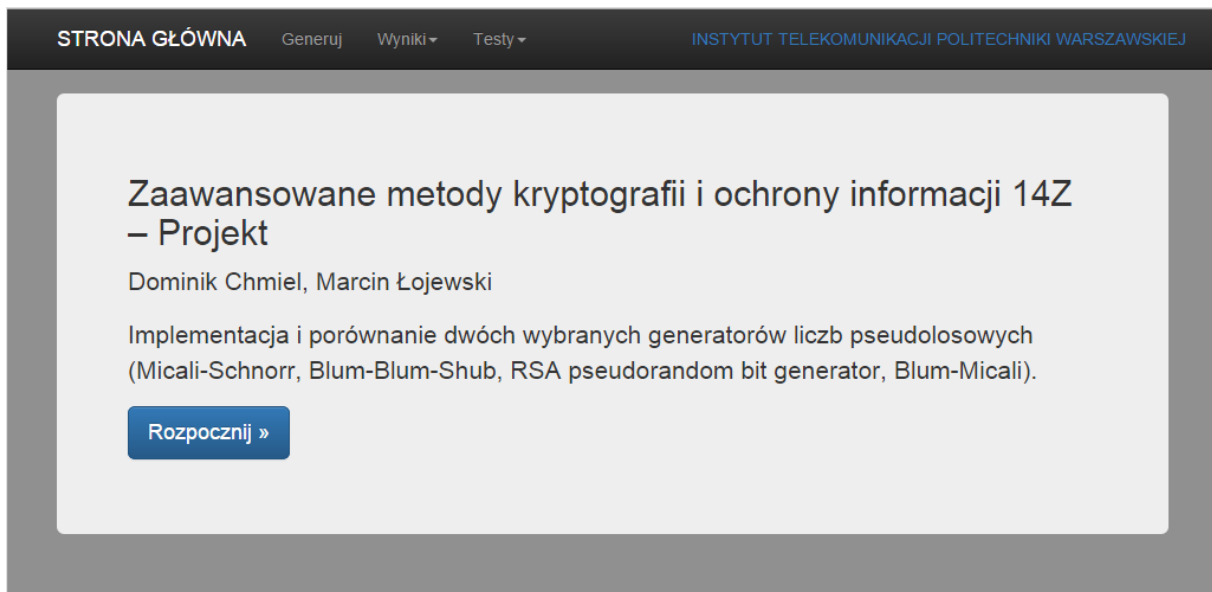 STRONA GŁÓWNA Generuj Wyniki Testy INSTYTUT TELEKOMUNIKACJI POLITECHNIKI WARSZAWSKIEJ
Zaawansowane metody kryptografii i ochrony informacji 14Z
– Projekt
Dominik Chmiel, Marcin Łojewski
Implementacja i porównanie dwóch wybranych generatorów liczb pseudolosowych
(Micali-Schnorr, Blum-Blum-Shub, RSA pseudorandom bit generator, Blum-Micali).
Rozpocznij »